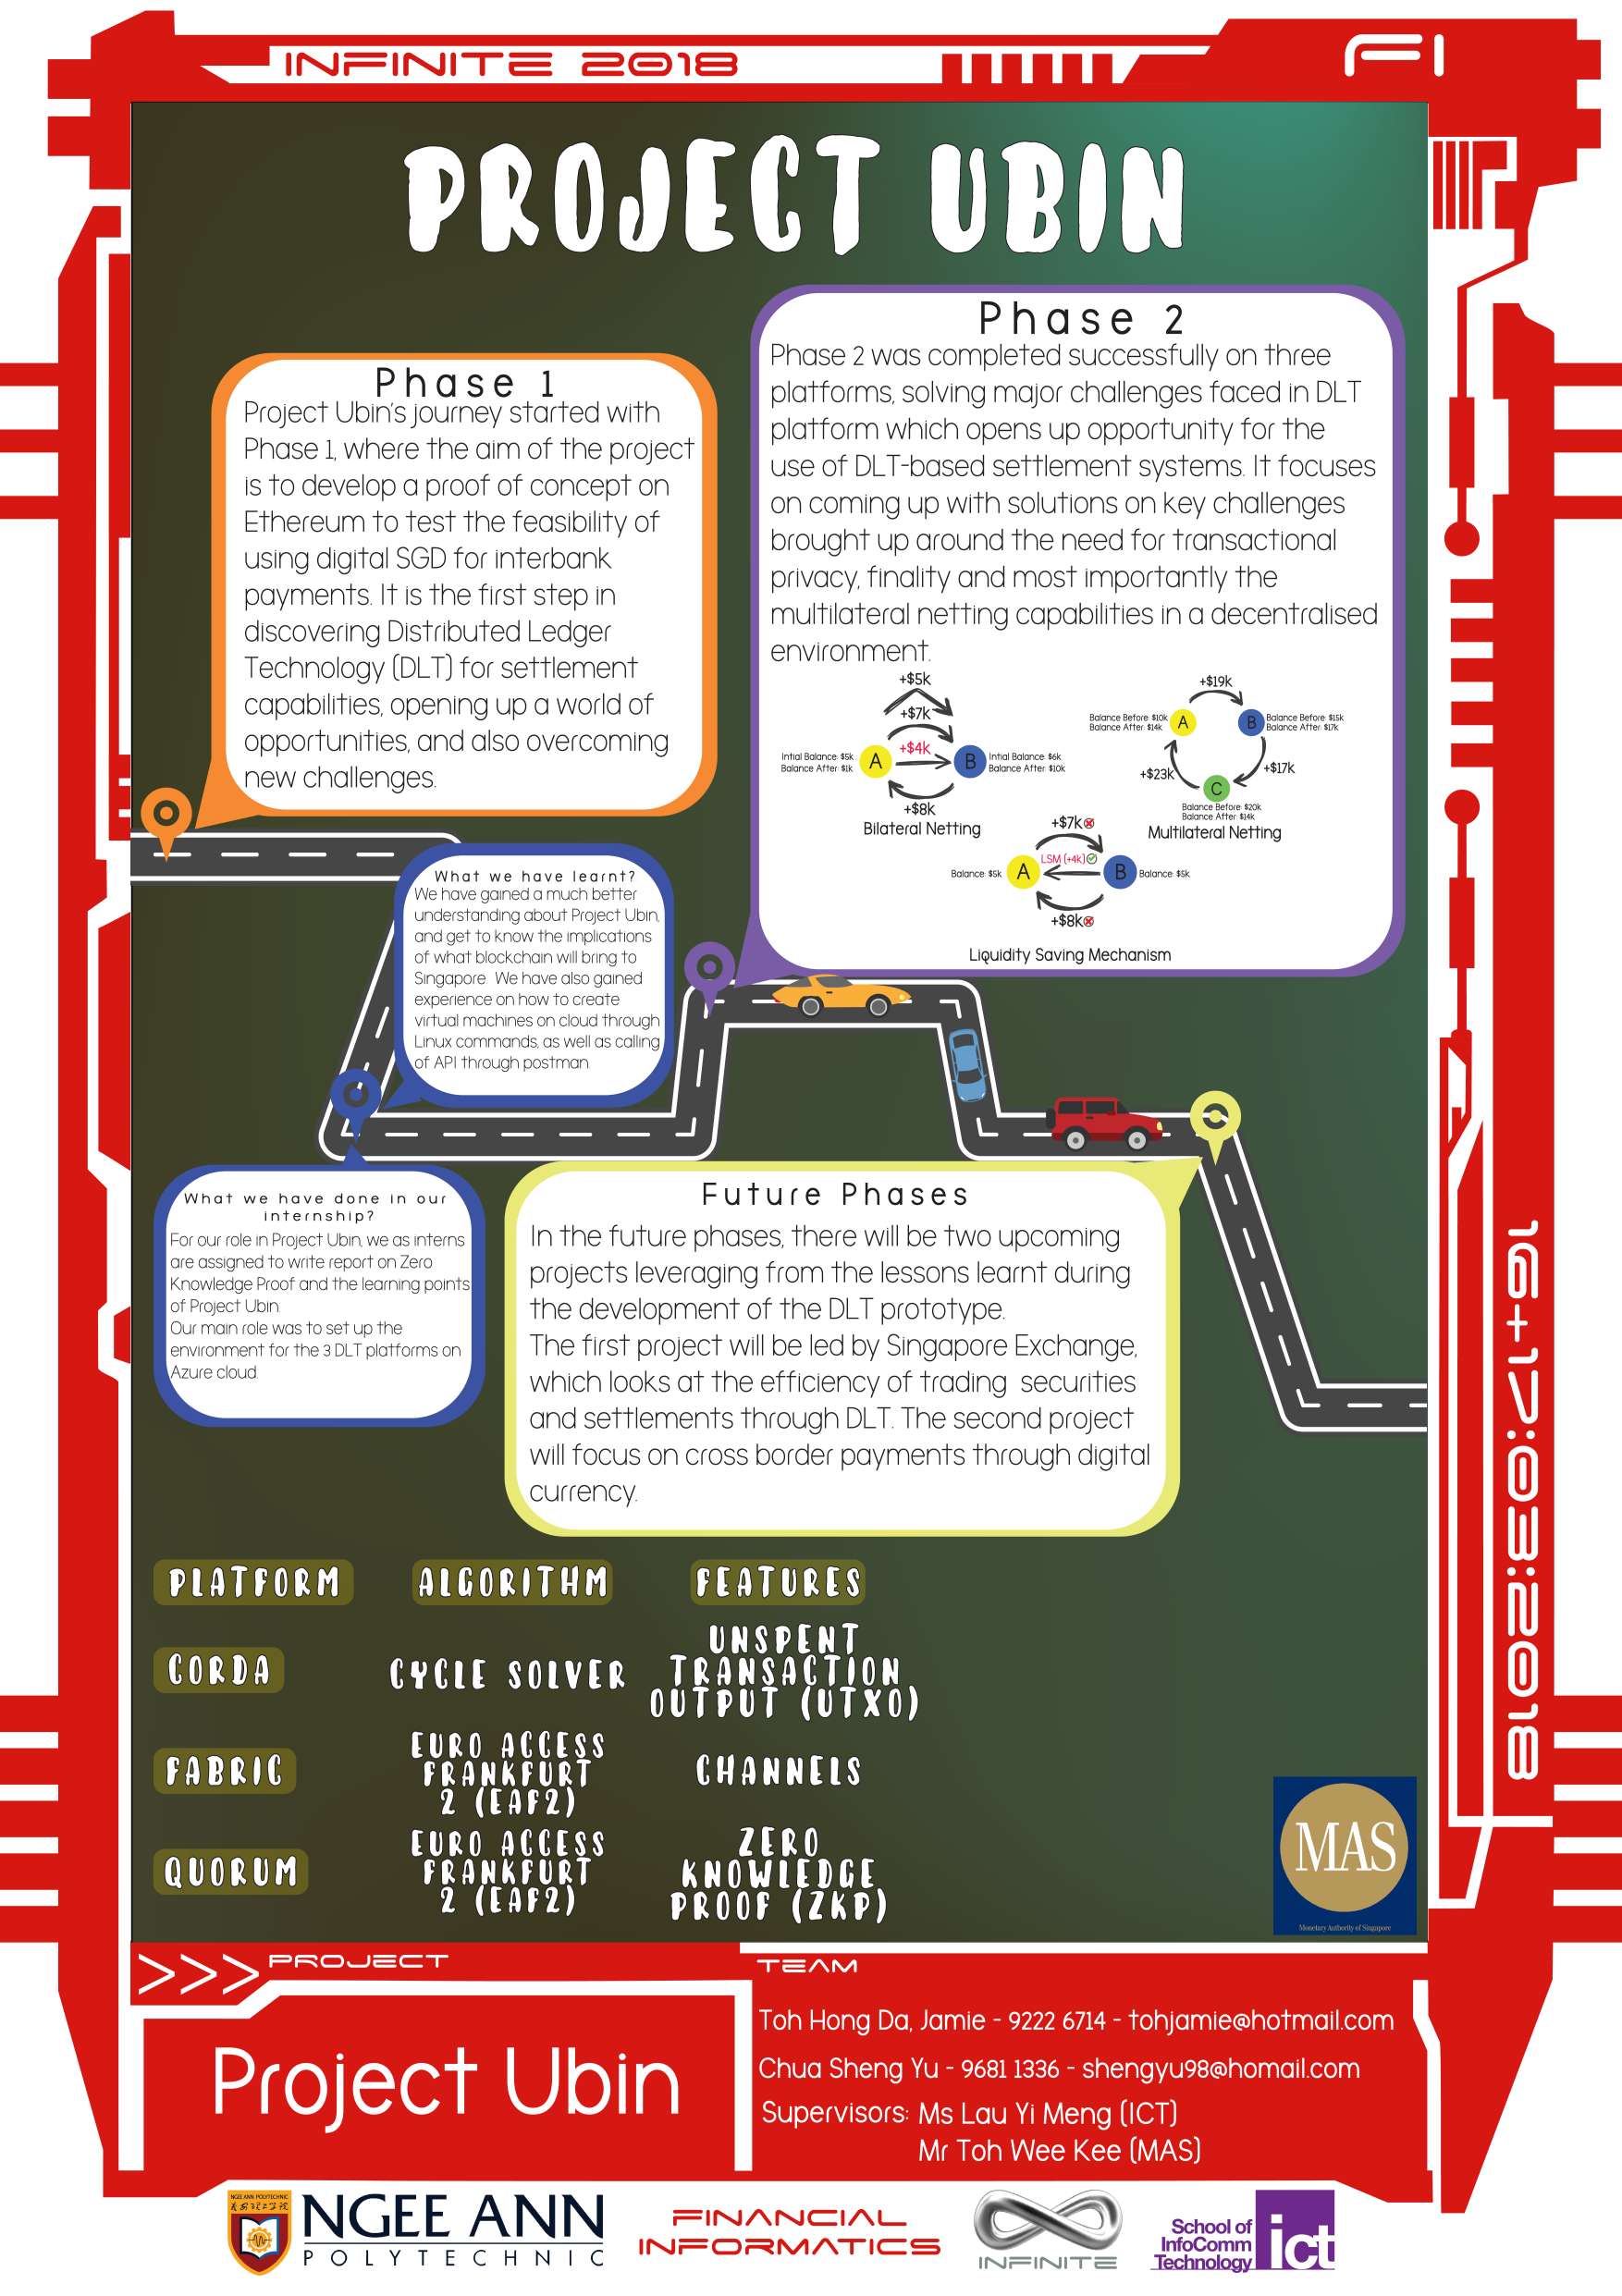 INFINITE 2018
FI
PROJECT UBIN
Phase 1
Project Ubin's journey started with
Phase 1, where the aim of the project
is to develop a proof of concept on
Ethereum to test the feasibility of
using digital SGD for interbank
payments. It is the first step in
discovering Distributed Ledger
Technology (DLT) for settlement
capabilities, opening up a world of
opportunities, and also overcoming
new challenges.
Phase 2
Phase 2 was completed successfully on three
platforms, solving major challenges faced in DLT
platform which opens up opportunity for the
use of DLT-based settlement systems. It focuses
on coming up with solutions on key challenges
brought up around the need for transactional
privacy, finality and most importantly the
multilateral netting capabilities in a decentralised
environment.
+$5k
+$7k
+$4k
Intial Balance: $5k
Balance After: $1k
A
B
Intial Balance: $6k
Balance After: $10k
+$8k
Bilateral Netting
+$19k
Balance Before: $10k
Balance After: $14k
A
B
Balance Before: $15k
Balance After: $17k
+$23k
+$17k
C
Balance Before: $20k
Balance After: $14k
Multilateral Netting
+$7k
LSM (+4k)
Balance: $5k
A
B
Balance: $5k
+$8k
Liquidity Saving Mechanism
What we have learnt?
We have gained a much better
understanding about Project Ubin,
and get to know the implications
of what blockchain will bring to
Singapore. We have also gained
experience on how to create
virtual machines on cloud through
Linux commands, as well as calling
of API through postman.
What we have done in our
internship?
For our role in Project Ubin, we as interns
are assigned to write report on Zero
Knowledge Proof and the learning points
of Project Ubin.
Our main role was to set up the
environment for the 3 DLT platforms on
Azure cloud.
Future Phases
In the future phases, there will be two upcoming
projects leveraging from the lessons learnt during
the development of the DLT prototype.
The first project will be led by Singapore Exchange,
which looks at the efficiency of trading securities
and settlements through DLT. The second project
will focus on cross border payments through digital
currency.
16+17:08:2018
PLATFORM
ALGORITHM
FEATURES
CORDA
CYCLE SOLVER
UNSPENT
TRANSACTION
OUTPUT (UTXO)
FABRIC
EURO ACCESS
FRANKFURT
2 (EAF2)
CHANNELS
QUORUM
EURO ACCESS
FRANKFURT
2 (EAF2)
ZERO
KNOWLEDGE
PROOF (ZKP)
MAS
Monetary Authority of Singapore
>>> PROJECT
Project Ubin
TEAM
Toh Hong Da, Jamie - 9222 6714 - tohjamie@hotmail.com
Chua Sheng Yu - 9681 1336 - shengyu98@homail.com
Supervisors: Ms Lau Yi Meng (ICT)
Mr Toh Wee Kee (MAS)
NGEE ANN POLYTECHNIC
NGEE ANN
POLYTECHNIC
FINANCIAL
INFORMATICS
INFINITE
School of
InfoComm
Technology
ict